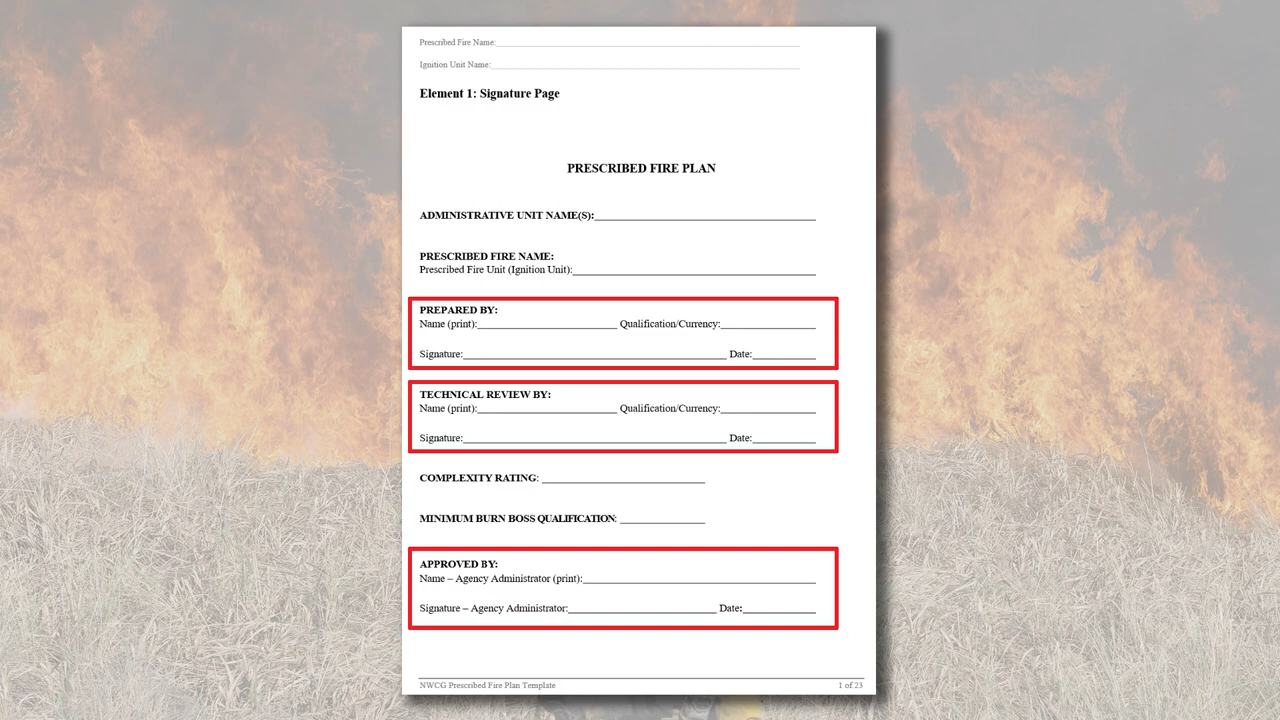 Prescribed Fire Name:
Ignition Unit Name:
Element 1: Signature Page
PRESCRIBED FIRE PLAN
ADMINISTRATIVE UNIT NAME(S):
PRESCRIBED FIRE NAME:
Prescribed Fire Unit (Ignition Unit):
PREPARED BY:
Name (print): Qualification/Currency:
Signature: Date:
TECHNICAL REVIEW BY:
Name (print): Qualification/Currency:
Signature: Date:
COMPLEXITY RATING:
MINIMUM BURN BOSS QUALIFICATION:
APPROVED BY:
Name – Agency Administrator (print):
Signature – Agency Administrator: Date:
NWCG Prescribed Fire Plan Template 1 of 23